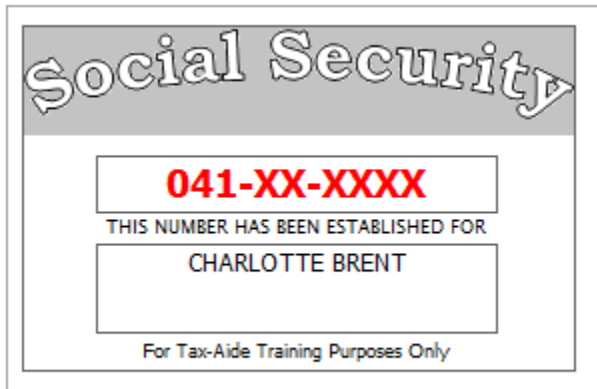 Social Security
041-XX-XXXX
THIS NUMBER HAS BEEN ESTABLISHED FOR
CHARLOTTE BRENT
For Tax-Aide Training Purposes Only